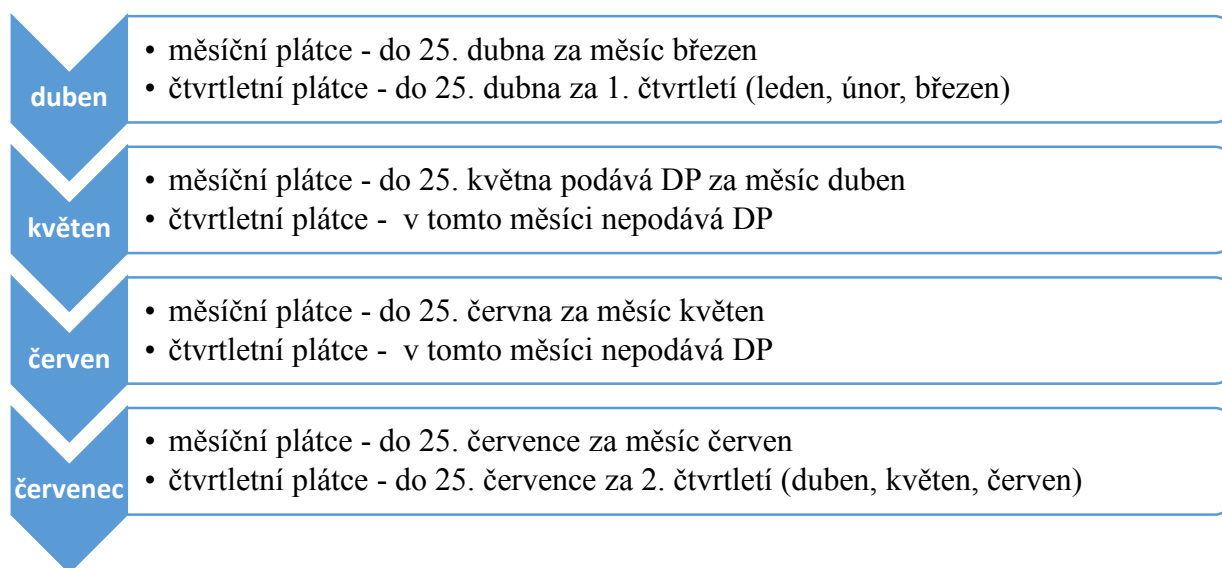 duben
• měsíční plátce - do 25. dubna za měsíc březen
• čtvrtletní plátce - do 25. dubna za 1. čtvrtletí (leden, únor, březen)
květen
• měsíční plátce - do 25. května podává DP za měsíc duben
• čtvrtletní plátce -  v tomto měsíci nepodává DP
červen
• měsíční plátce - do 25. června za měsíc květen
• čtvrtletní plátce -  v tomto měsíci nepodává DP
červenec
• měsíční plátce - do 25. července za měsíc červen
• čtvrtletní plátce - do 25. července za 2. čtvrtletí (duben, květen, červen)